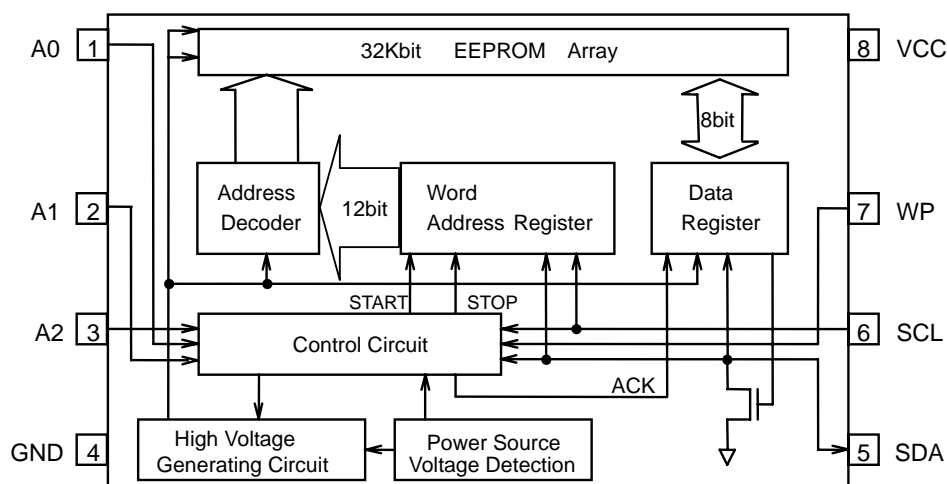 32Kbit EEPROM Array
A0 1
8 VCC
8bit
A1 2
Address
Decoder
12bit
Word
Address Register
Data
Register
7 WP
START
STOP
A2 3
Control Circuit
6 SCL
ACK
GND 4
High Voltage
Generating Circuit
Power Source
Voltage Detection
5 SDA